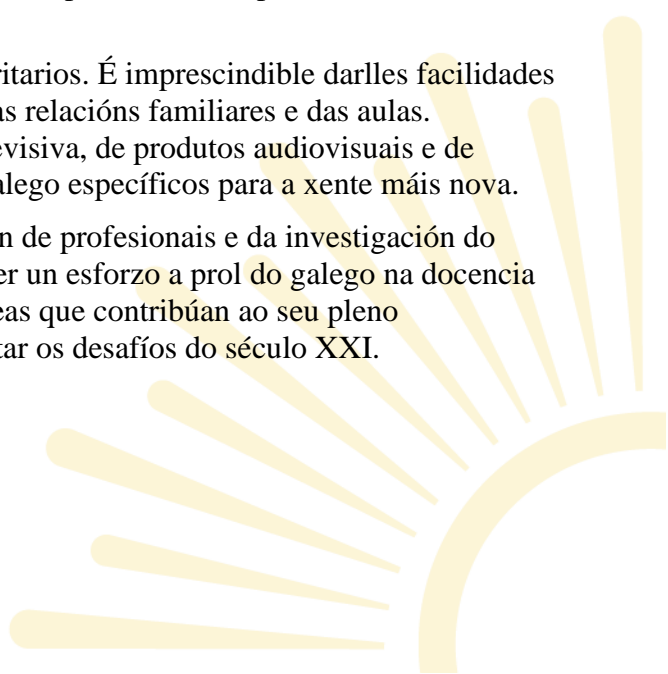 ritarios. É imprescindible darlles facilidades
as relacións familiares e das aulas.
evisiva, de produtos audiovisuais e de
alego específicos para a xente máis nova.
n de profesionais e da investigación do
er un esforzo a prol do galego na docencia
eas que contribúan ao seu pleno
tar os desafíos do século XXI.